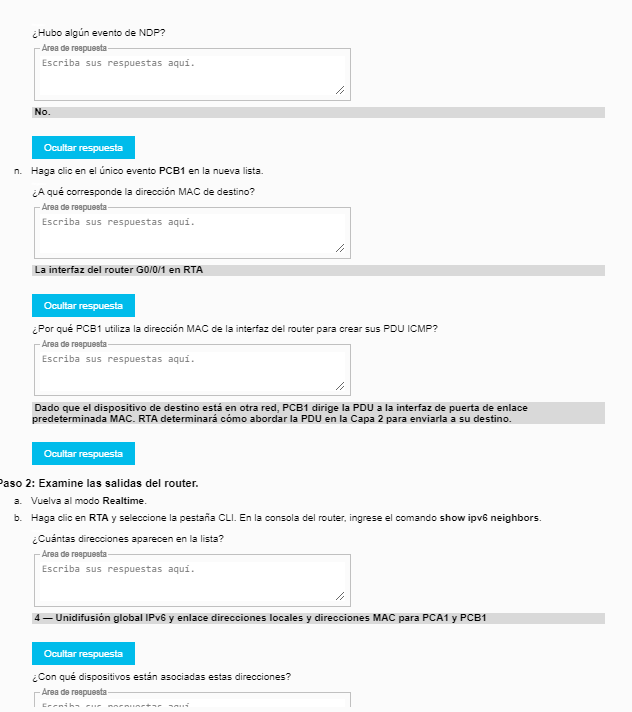 ¿Hubo algún evento de NDP?
Área de respuesta
Escriba sus respuestas aquí.
No.
Ocultar respuesta
n. Haga clic en el único evento PCB1 en la nueva lista.
¿A qué corresponde la dirección MAC de destino?
Área de respuesta
Escriba sus respuestas aquí.
La interfaz del router G0/0/1 en RTA
Ocultar respuesta
¿Por qué PCB1 utiliza la dirección MAC de la interfaz del router para crear sus PDU ICMP?
Área de respuesta
Escriba sus respuestas aquí.
Dado que el dispositivo de destino está en otra red, PCB1 dirige la PDU a la interfaz de puerta de enlace
predeterminada MAC. RTA determinará cómo abordar la PDU en la Capa 2 para enviarla a su destino.
Ocultar respuesta
Paso 2: Examine las salidas del router.
a. Vuelva al modo Realtime.
b. Haga clic en RTA y seleccione la pestaña CLI. En la consola del router, ingrese el comando show ipv6 neighbors.
¿Cuántas direcciones aparecen en la lista?
Área de respuesta
Escriba sus respuestas aquí.
4 — Unidifusión global IPv6 y enlace direcciones locales y direcciones MAC para PCA1 y PCB1
Ocultar respuesta
¿Con qué dispositivos están asociadas estas direcciones?
Área de respuesta
Escriba sus respuestas aquí.